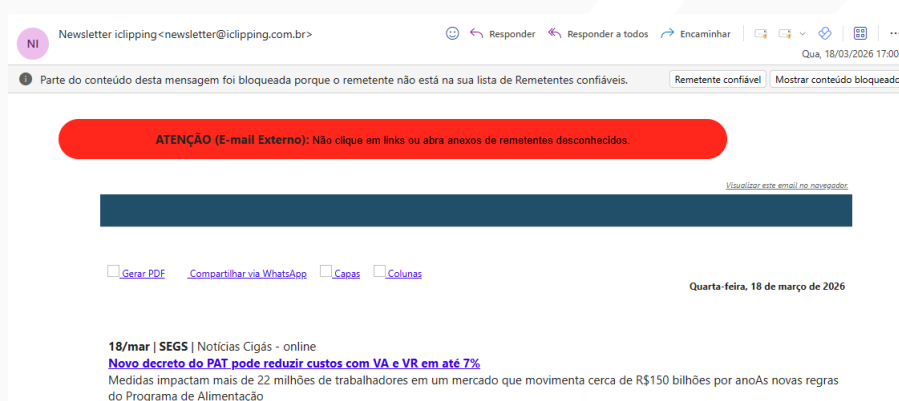 NI
Newsletter iclipping<newsletter@iclipping.com.br>
Responder
Responder a todos
Encaminhar
Qua, 18/03/2026 17:00
Parte do conteúdo desta mensagem foi bloqueada porque o remetente não está na sua lista de Remetentes confiáveis.
Remetente confiável
Mostrar conteúdo bloqueado
ATENÇÃO (E-mail Externo): Não clique em links ou abra anexos de remetentes desconhecidos.
Visualizar este email no navegador.
Gerar PDF
Compartilhar via WhatsApp
Capas
Colunas
Quarta-feira, 18 de março de 2026
18/mar | SEGS | Notícias Cigás - online
Novo decreto do PAT pode reduzir custos com VA e VR em até 7%
Medidas impactam mais de 22 milhões de trabalhadores em um mercado que movimenta cerca de R$150 bilhões por anoAs novas regras
do Programa de Alimentação